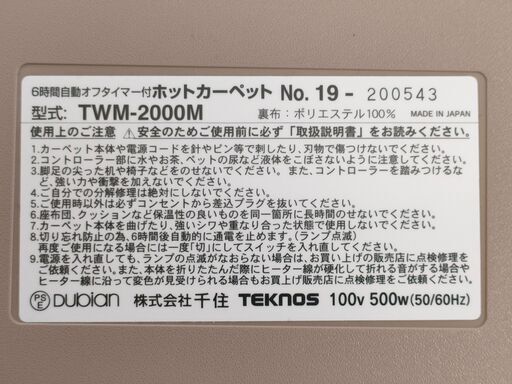 6時間自動オフタイマー付ホットカーペット No. 19 - 200543
型式: TWM-2000M 裏布：ポリエステル100% MADE IN JAPAN
使用上のご注意 ⚠安全のためご使用前に必ず「取扱説明書」をお読みください。
1.カーペット本体や電源コードを針やピン等で刺したり、刃物で傷つけないでください。
2.コントローラー部に水やお茶、ペットの尿など液体をこぼさないように注意してください。
3.脚足の尖った机や椅子などをのせないでください。また、コントローラーを踏みつけるな
ど、強い力や衝撃を加えないでください。
4.ご自分での分解修理は絶対にしないでください。
5.ご使用時以外は必ずコンセントから差込プラグを抜いてください。
6.座布団、クッションなど保温性の良いものを同一箇所に長時間のせないでください。
7.カーペット本体を曲げたり、強いシワや重なり合った状態で使用しないでください。
8.切り忘れ防止の為、6時間後自動的に通電を止めます。（ランプ点滅）
再度ご使用になる場合は一度「切」にしてスイッチを入れ直してください。
9.電源を入れ直しても、ランプの点滅がなおらない場合は、お買い上げの販売店に点検修理を
ご依頼ください。また、本体を折りたたんだ際にヒーター線が硬化して折れ曲がる場合や
ヒーター線に沿って変色が見受けられる場合はお買い上げの販売店に点検修理をご依頼ください。
PSE Dubian 株式会社千住 TEKNOS 100v 500w(50/60Hz)